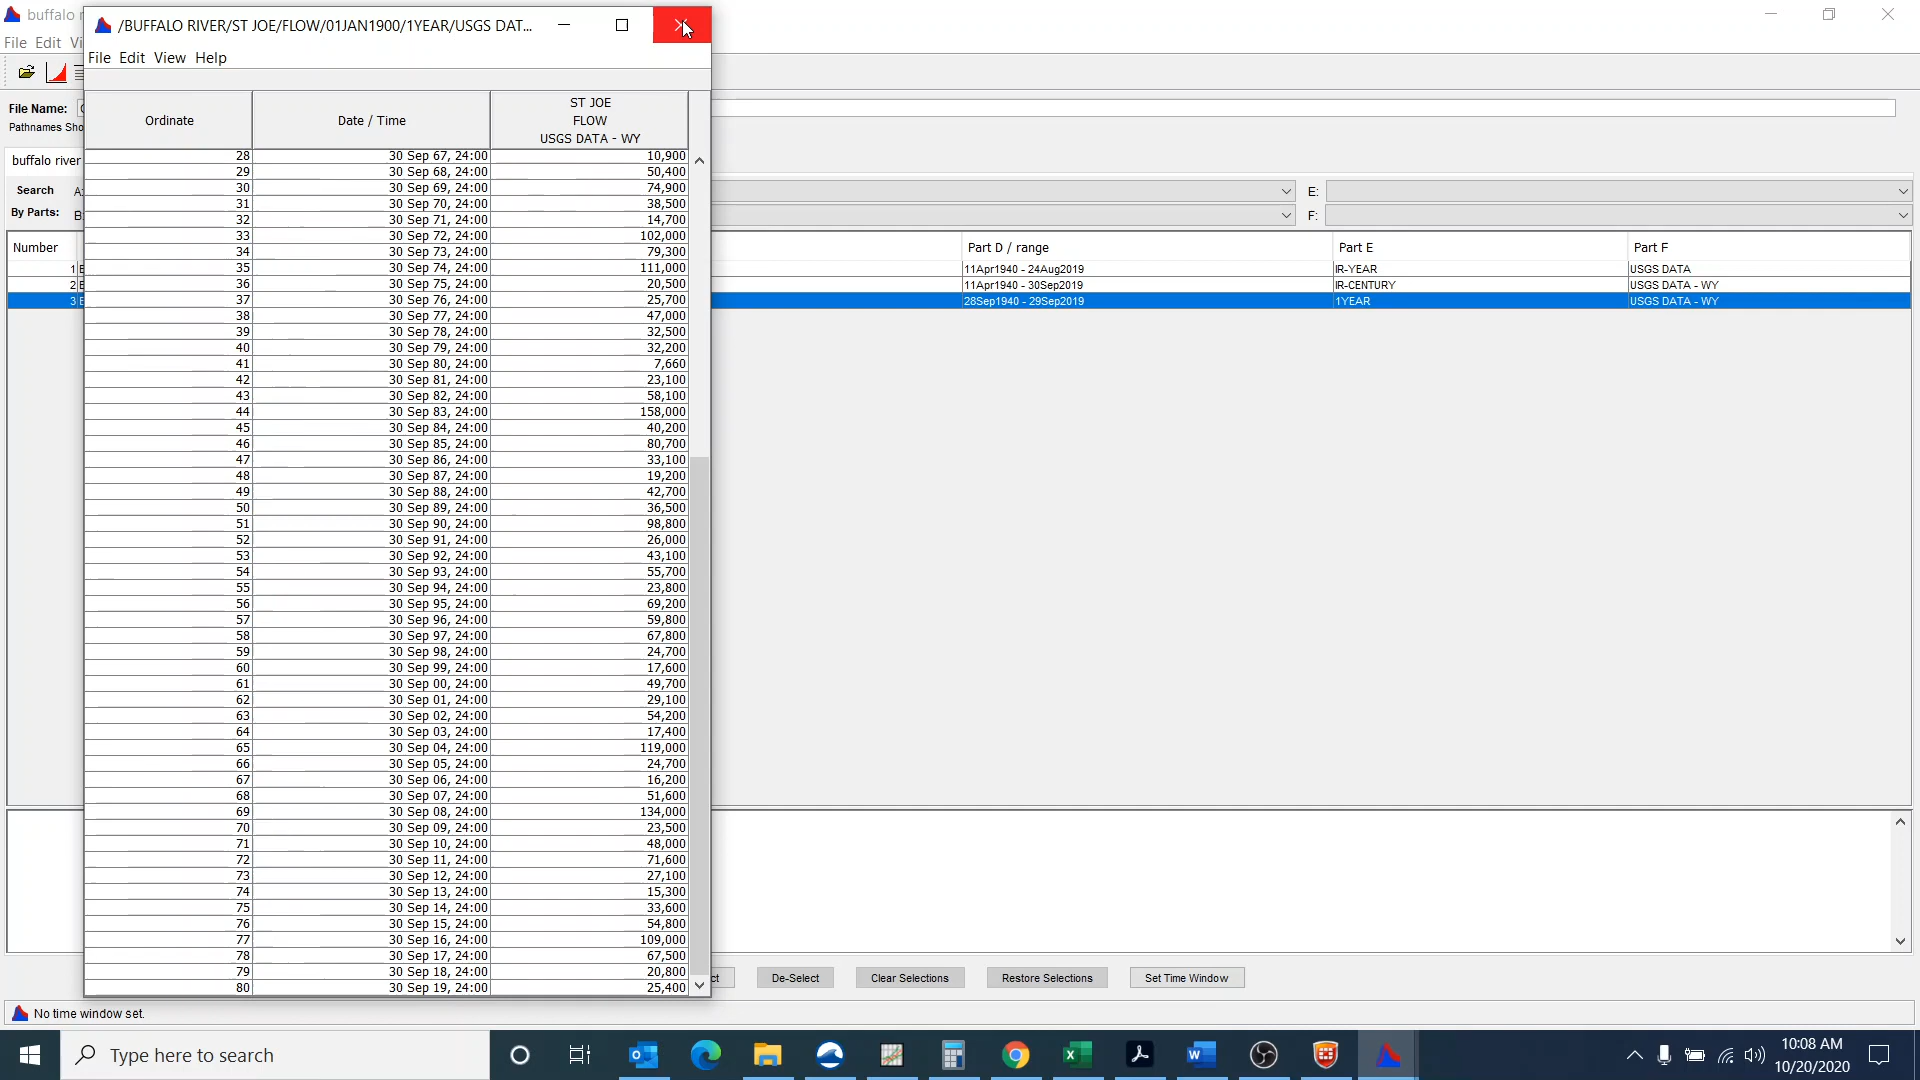 buffalo r
File Edit Vi
/BUFFALO RIVER/ST JOE/FLOW/01JAN1900/1YEAR/USGS DAT...
File Edit View Help
File Name:
Pathnames Sho
buffalo river
Search A:
By Parts: B
E:
F:
Number Part D / range Part E Part F
1 E 11Apr1940 - 24Aug2019 IR-YEAR USGS DATA
2 E 11Apr1940 - 30Sep2019 IR-CENTURY USGS DATA - WY
3 E 28Sep1940 - 29Sep2019 1YEAR USGS DATA - WY
Ordinate Date / Time ST JOE
FLOW
USGS DATA - WY
28 30 Sep 67, 24:00 10,900
29 30 Sep 68, 24:00 50,400
30 30 Sep 69, 24:00 74,900
31 30 Sep 70, 24:00 38,500
32 30 Sep 71, 24:00 14,700
33 30 Sep 72, 24:00 102,000
34 30 Sep 73, 24:00 79,300
35 30 Sep 74, 24:00 111,000
36 30 Sep 75, 24:00 20,500
37 30 Sep 76, 24:00 25,700
38 30 Sep 77, 24:00 47,000
39 30 Sep 78, 24:00 32,500
40 30 Sep 79, 24:00 32,200
41 30 Sep 80, 24:00 7,660
42 30 Sep 81, 24:00 23,100
43 30 Sep 82, 24:00 58,100
44 30 Sep 83, 24:00 158,000
45 30 Sep 84, 24:00 40,200
46 30 Sep 85, 24:00 80,700
47 30 Sep 86, 24:00 33,100
48 30 Sep 87, 24:00 19,200
49 30 Sep 88, 24:00 42,700
50 30 Sep 89, 24:00 36,500
51 30 Sep 90, 24:00 98,800
52 30 Sep 91, 24:00 26,000
53 30 Sep 92, 24:00 43,100
54 30 Sep 93, 24:00 55,700
55 30 Sep 94, 24:00 23,800
56 30 Sep 95, 24:00 69,200
57 30 Sep 96, 24:00 59,800
58 30 Sep 97, 24:00 67,800
59 30 Sep 98, 24:00 24,700
60 30 Sep 99, 24:00 17,600
61 30 Sep 00, 24:00 49,700
62 30 Sep 01, 24:00 29,100
63 30 Sep 02, 24:00 54,200
64 30 Sep 03, 24:00 17,400
65 30 Sep 04, 24:00 119,000
66 30 Sep 05, 24:00 24,700
67 30 Sep 06, 24:00 16,200
68 30 Sep 07, 24:00 51,600
69 30 Sep 08, 24:00 134,000
70 30 Sep 09, 24:00 23,500
71 30 Sep 10, 24:00 48,000
72 30 Sep 11, 24:00 71,600
73 30 Sep 12, 24:00 27,100
74 30 Sep 13, 24:00 15,300
75 30 Sep 14, 24:00 33,600
76 30 Sep 15, 24:00 54,800
77 30 Sep 16, 24:00 109,000
78 30 Sep 17, 24:00 67,500
79 30 Sep 18, 24:00 20,800
80 30 Sep 19, 24:00 25,400
ct De-Select Clear Selections Restore Selections Set Time Window
No time window set.
Type here to search
10:08 AM
10/20/2020